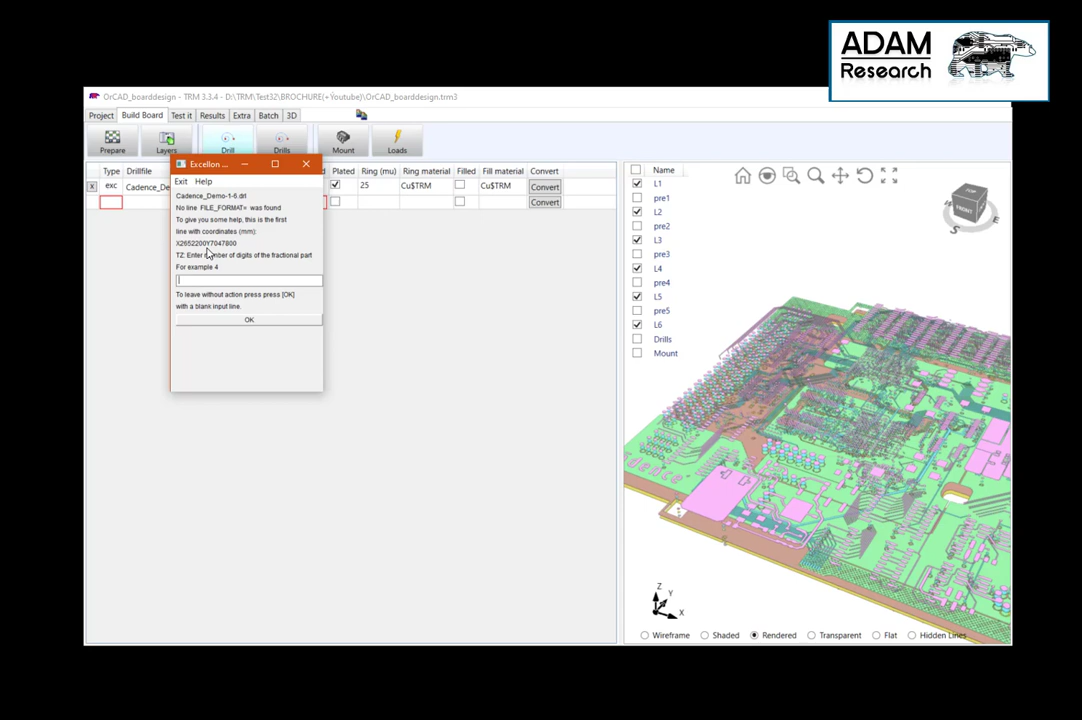 ADAM
Research
OrCAD_boarddesign - TRM 3.3.4 - D:\TRM\Test32\BROCHURE(+Youtube)\OrCAD_boarddesign.trm3
Project Build Board Test it Results Extra Batch 3D
Prepare Layers Drill Drills Mount Loads
Excellon ...
Exit Help
Type Drillfile Plated Ring (mu) Ring material Filled Fill material Convert
X exc Cadence_De 25 Cu$TRM Cu$TRM Convert
Convert
Cadence_Demo-1-6.drl
No line FILE_FORMAT= was found
To give you some help, this is the first
line with coordinates (mm):
X2652200Y7047800
TZ: Enter number of digits of the fractional part
For example 4
To leave without action press press [OK]
with a blank input line.
OK
Name
L1
pre1
L2
pre2
L3
pre3
L4
pre4
L5
pre5
L6
Drills
Mount
TOP
FRONT
W
S
E
Z
Y
X
Wireframe Shaded Rendered Transparent Flat Hidden Lines